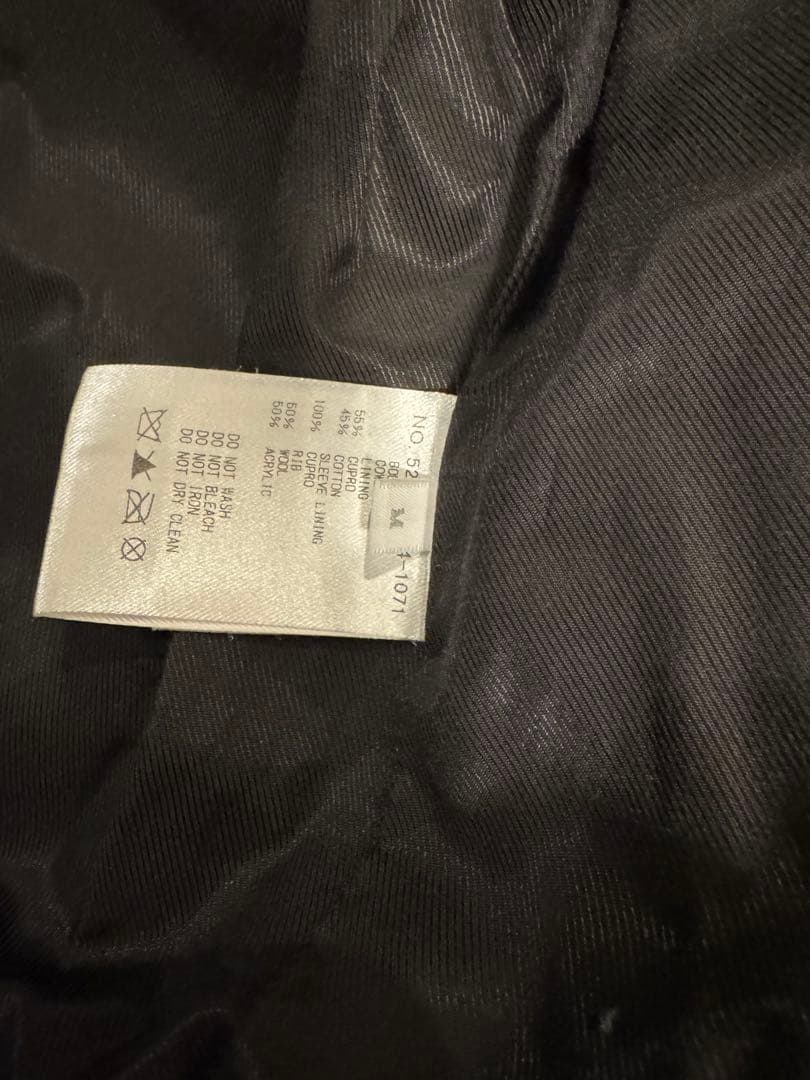 NO. 52
4-1071
M
LINING
55% CUPRO
45% COTTON
SLEEVE LINING
100% CUPRO
RIB
50% WOOL
50% ACRYLIC
DO NOT WASH
DO NOT BLEACH
DO NOT IRON
DO NOT DRY CLEAN